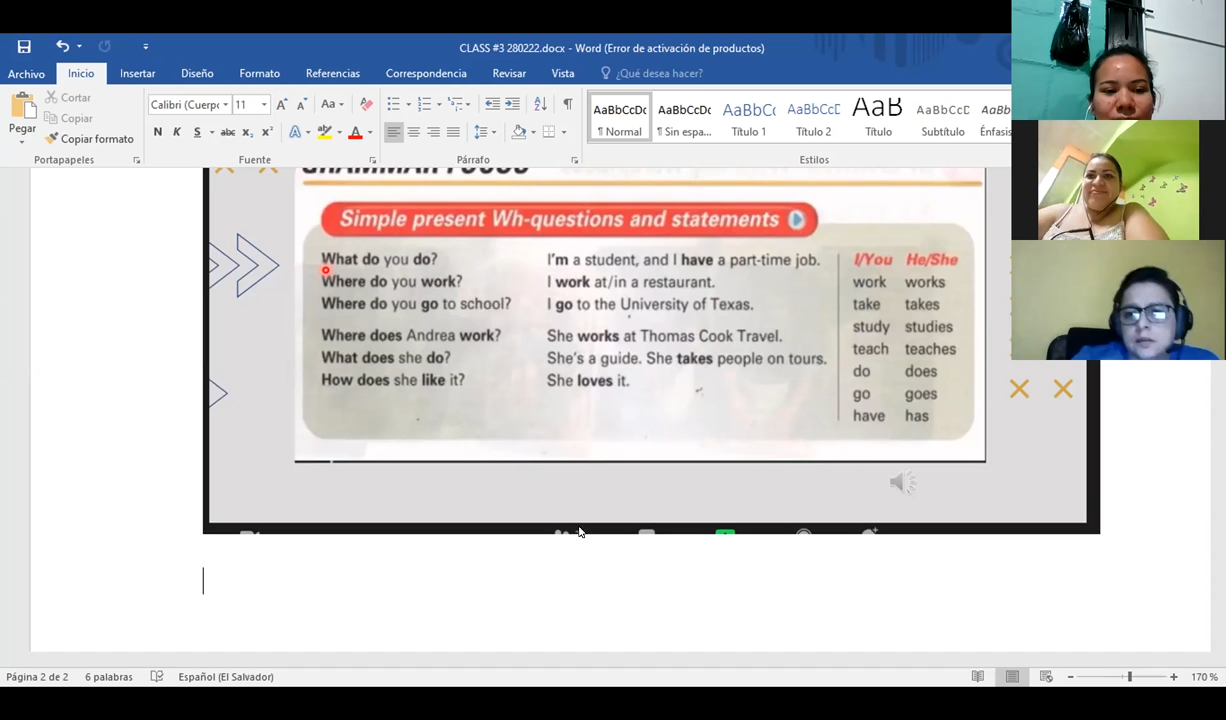 CLASS #3 280222.docx - Word (Error de activación de productos)
Archivo Inicio Insertar Diseño Formato Referencias Correspondencia Revisar Vista ¿Qué desea hacer?
Pegar
Cortar
Copiar
Copiar formato
Portapapeles
Calibri (Cuerpo 11
N K S abc x₂ x²
Fuente
Párrafo
AaBbCcDc AaBbCcDc AaBbCc AaBbCcD AaB AaBbCcD AaBbCc
¶ Normal ¶ Sin espa... Título 1 Título 2 Título Subtítulo Énfasis
Estilos
GRAMMAR FOCUS
Simple present Wh-questions and statements
What do you do? I'm a student, and I have a part-time job.
Where do you work? I work at/in a restaurant.
Where do you go to school? I go to the University of Texas.
Where does Andrea work? She works at Thomas Cook Travel.
What does she do? She's a guide. She takes people on tours.
How does she like it? She loves it.
I/You He/She
work works
take takes
study studies
teach teaches
do does
go goes
have has
Página 2 de 2 6 palabras Español (El Salvador) 170 %